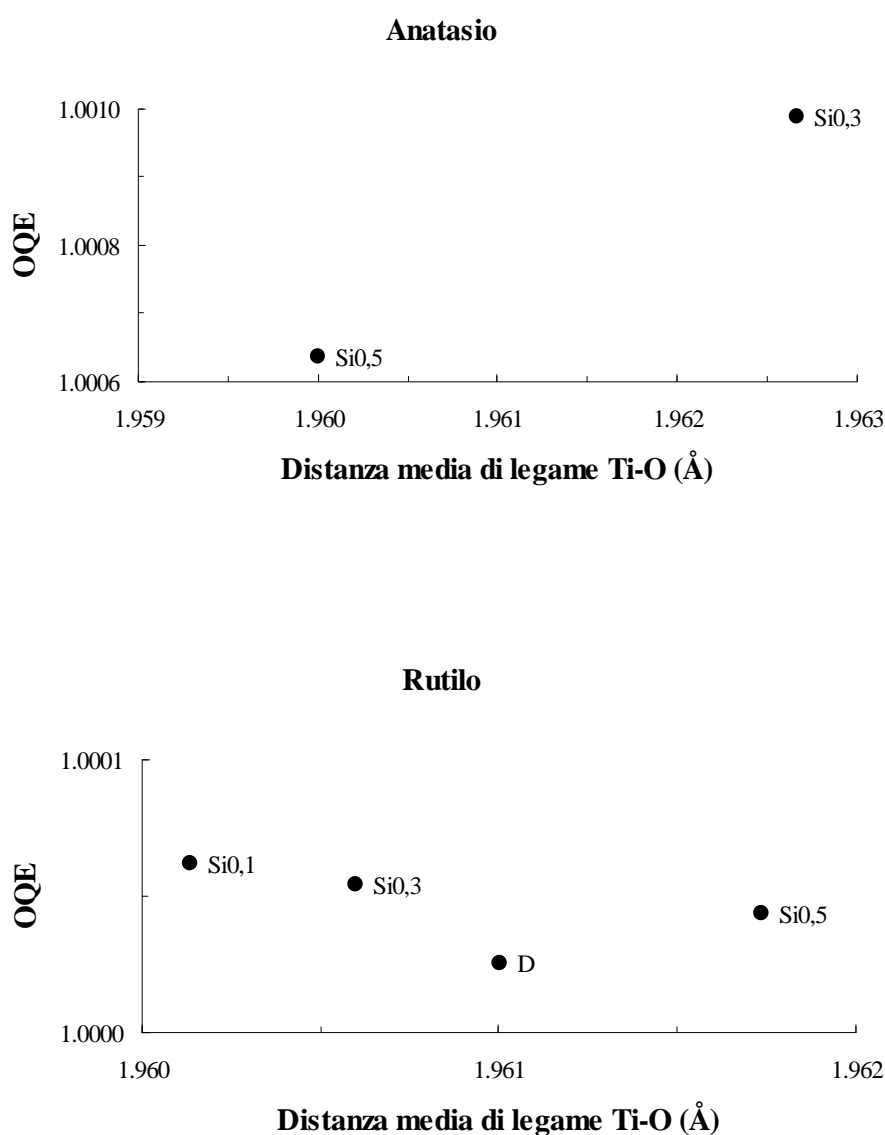 Anatasio
1.0010
Si0,3
1.0008
OQE
Si0,5
1.0006
1.959 1.960 1.961 1.962 1.963
Distanza media di legame Ti-O (Å)
Rutilo
1.0001
Si0,1
Si0,3
OQE
Si0,5
D
1.0000
1.960 1.961 1.962
Distanza media di legame Ti-O (Å)